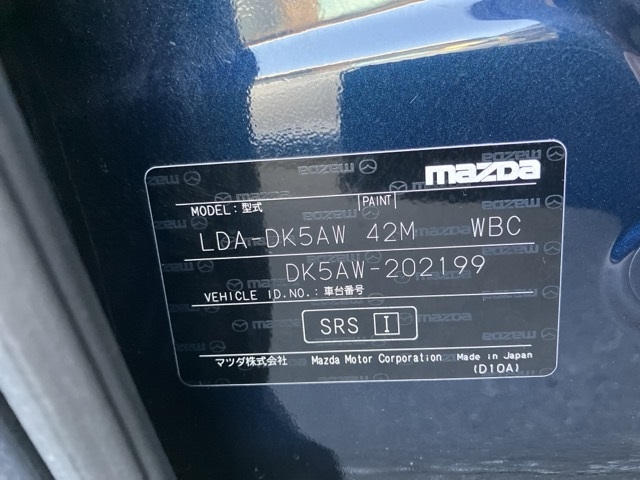 mazda
MODEL:型式 PAINT
LDA DK5AW 42M WBC
DK5AW-202199
VEHICLE ID.NO.:車台番号
SRS I
マツダ株式会社 Mazda Motor Corporation Made in Japan
(D10A)